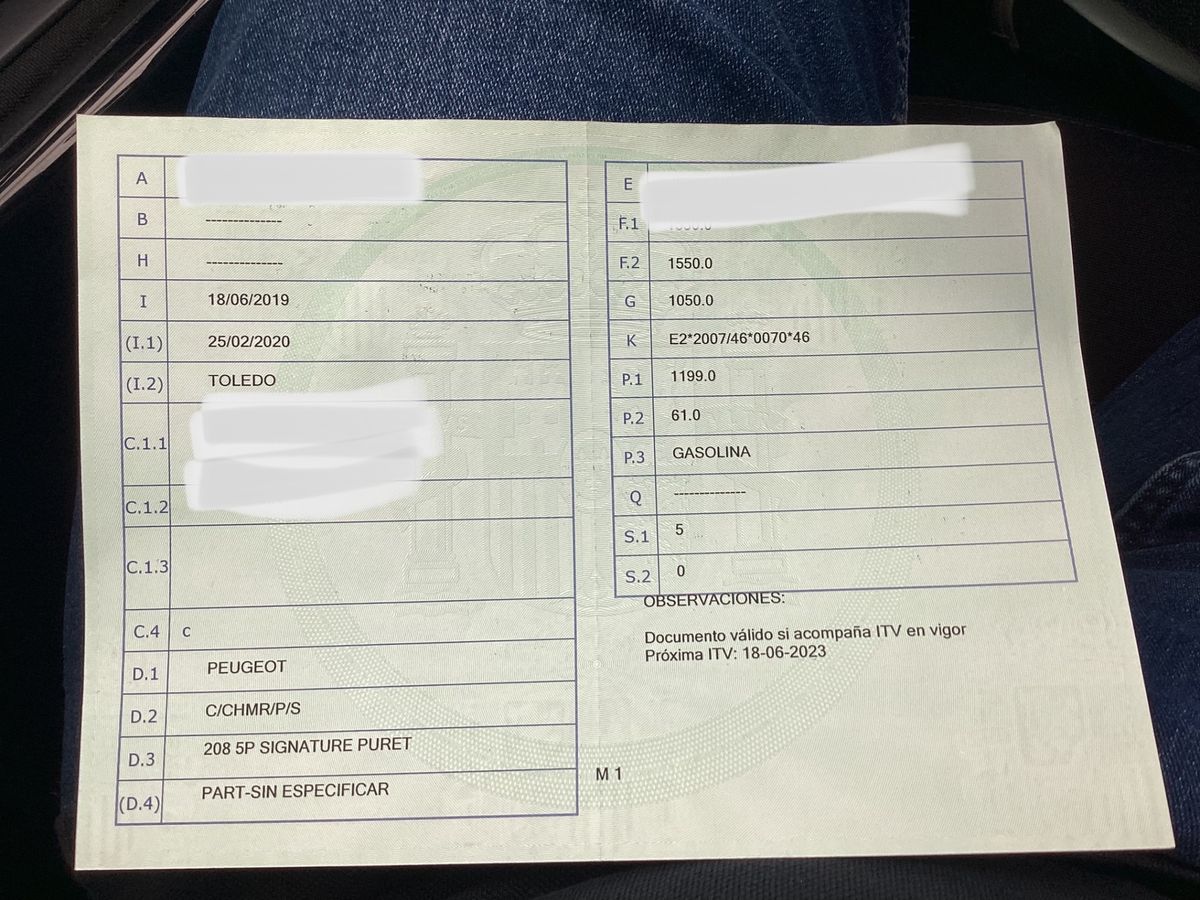 A
B --------------
H --------------
I 18/06/2019
(I.1) 25/02/2020
(I.2) TOLEDO
C.1.1
C.1.2
C.1.3
C.4 c
D.1 PEUGEOT
D.2 C/CHMR/P/S
D.3 208 5P SIGNATURE PURET
(D.4) PART-SIN ESPECIFICAR
E
F.1
F.2 1550.0
G 1050.0
K E2*2007/46*0070*46
P.1 1199.0
P.2 61.0
P.3 GASOLINA
Q --------------
S.1 5
S.2 0
OBSERVACIONES:
Documento válido si acompaña ITV en vigor
Próxima ITV: 18-06-2023
M 1